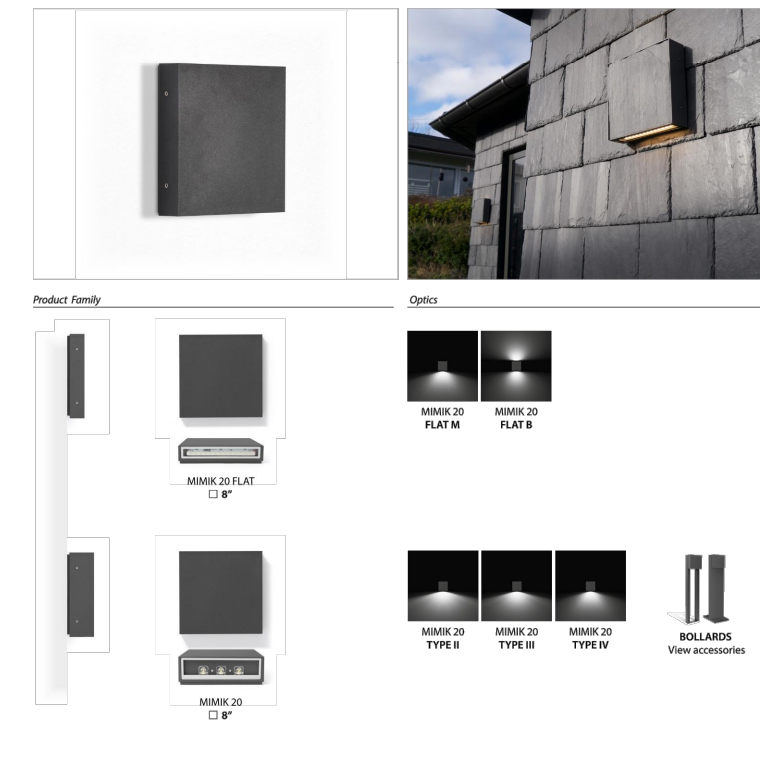 Product Family
Optics
MIMIK 20
FLAT M
MIMIK 20
FLAT B
MIMIK 20 FLAT
8”
MIMIK 20
TYPE II
MIMIK 20
TYPE III
MIMIK 20
TYPE IV
BOLLARDS
View accessories
MIMIK 20
8”